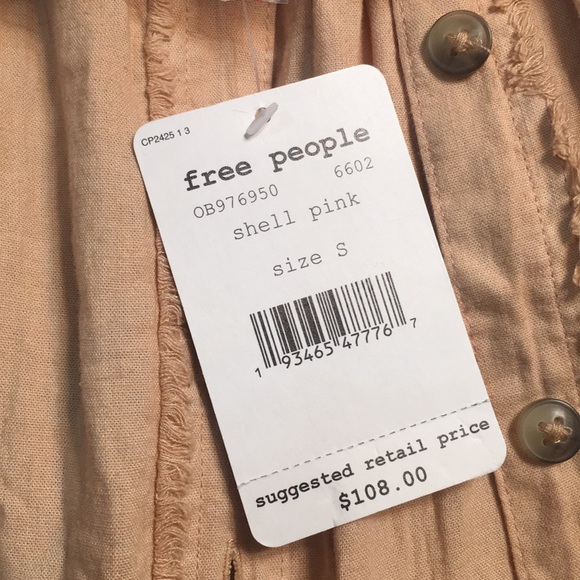 CP2425 1 3
free people
OB976950 6602
shell pink
size S
1 93465 47776 7
suggested retail price
$108.00